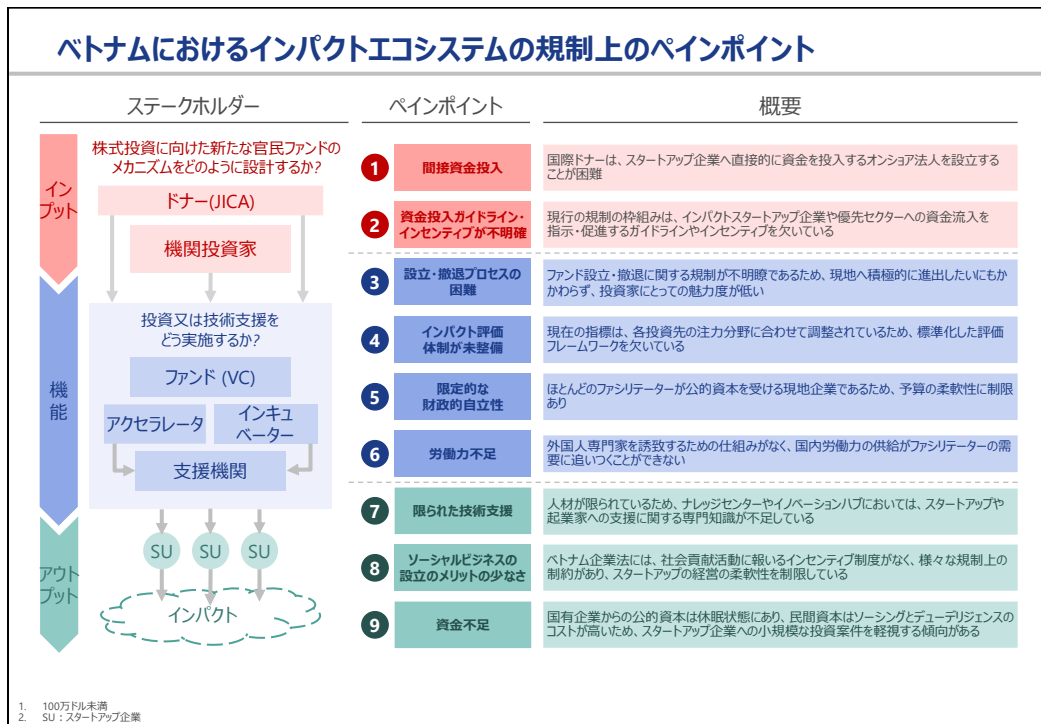 ベトナムにおけるインパクトエコシステムの規制上のペインポイント
ステークホルダー
ペインポイント
概要
イン
プット
株式投資に向けた新たな官民ファンドの
メカニズムをどのように設計するか?
ドナー(JICA)
機関投資家
機
能
投資又は技術支援を
どう実施するか?
ファンド (VC)
アクセラレータ
インキュ
ベーター
支援機関
アウト
プット
SU
SU
SU
インパクト
1
間接資金投入
国際ドナーは、スタートアップ企業へ直接的に資金を投入するオンショア法人を設立する
ことが困難
2
資金投入ガイドライン・
インセンティブが不明確
現行の規制の枠組みは、インパクトスタートアップ企業や優先セクターへの資金流入を
指示・促進するガイドラインやインセンティブを欠いている
3
設立・撤退プロセスの
困難
ファンド設立・撤退に関する規制が不明瞭であるため、現地へ積極的に進出したいにもか
かわらず、投資家にとっての魅力度が低い
4
インパクト評価
体制が未整備
現在の指標は、各投資先の注力分野に合わせて調整されているため、標準化した評価
フレームワークを欠いている
5
限定的な
財政的自立性
ほとんどのファシリテーターが公的資本を受ける現地企業であるため、予算の柔軟性に制限
あり
6
労働力不足
外国人専門家を誘致するための仕組みがなく、国内労働力の供給がファシリテーターの需
要に追いつくことができない
7
限られた技術支援
人材が限られているため、ナレッジセンターやイノベーションハブにおいては、スタートアップや
起業家への支援に関する専門知識が不足している
8
ソーシャルビジネスの
設立のメリットの少なさ
ベトナム企業法には、社会貢献活動に報いるインセンティブ制度がなく、様々な規制上の
制約があり、スタートアップの経営の柔軟性を制限している
9
資金不足
国有企業からの公的資本は休眠状態にあり、民間資本はソーシングとデューデリジェンスの
コストが高いため、スタートアップ企業への小規模な投資案件を軽視する傾向がある
1. 100万ドル未満
2. SU：スタートアップ企業